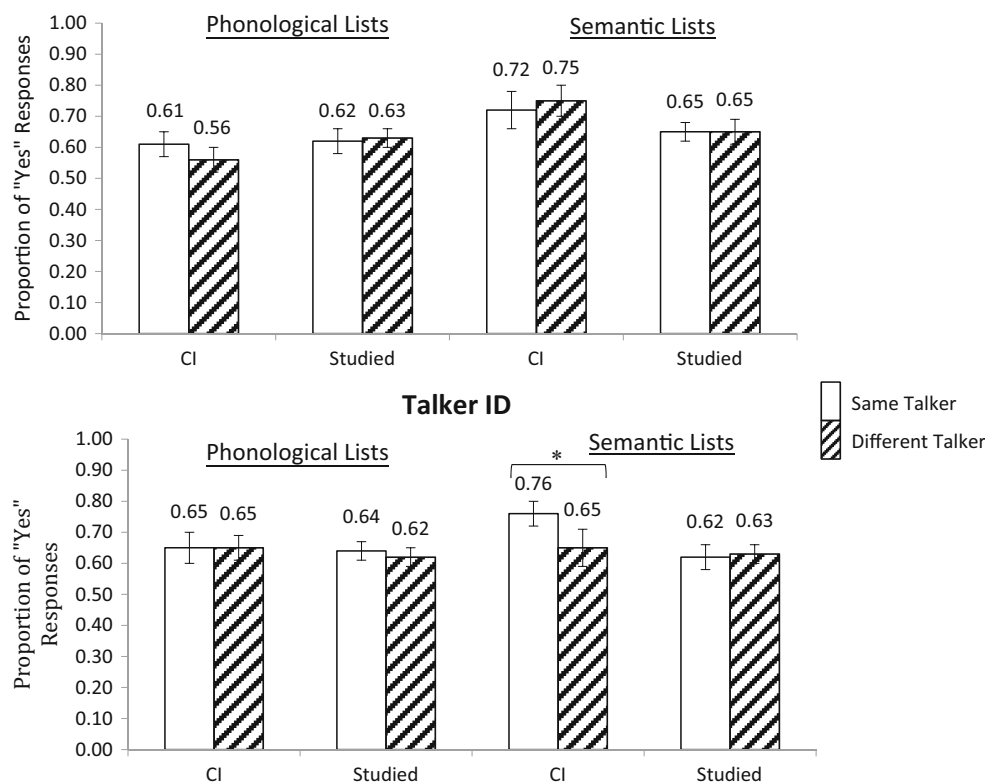 Phonological Lists
Semantic Lists
Proportion of "Yes" Responses
1.00
0.90
0.80
0.70
0.60
0.50
0.40
0.30
0.20
0.10
0.00
0.61
0.56
0.62
0.63
0.72
0.75
0.65
0.65
CI
Studied
CI
Studied
Talker ID
Same Talker
Different Talker
Phonological Lists
Semantic Lists
Proportion of "Yes"
Responses
1.00
0.90
0.80
0.70
0.60
0.50
0.40
0.30
0.20
0.10
0.00
*
0.65
0.65
0.64
0.62
0.76
0.65
0.62
0.63
CI
Studied
CI
Studied